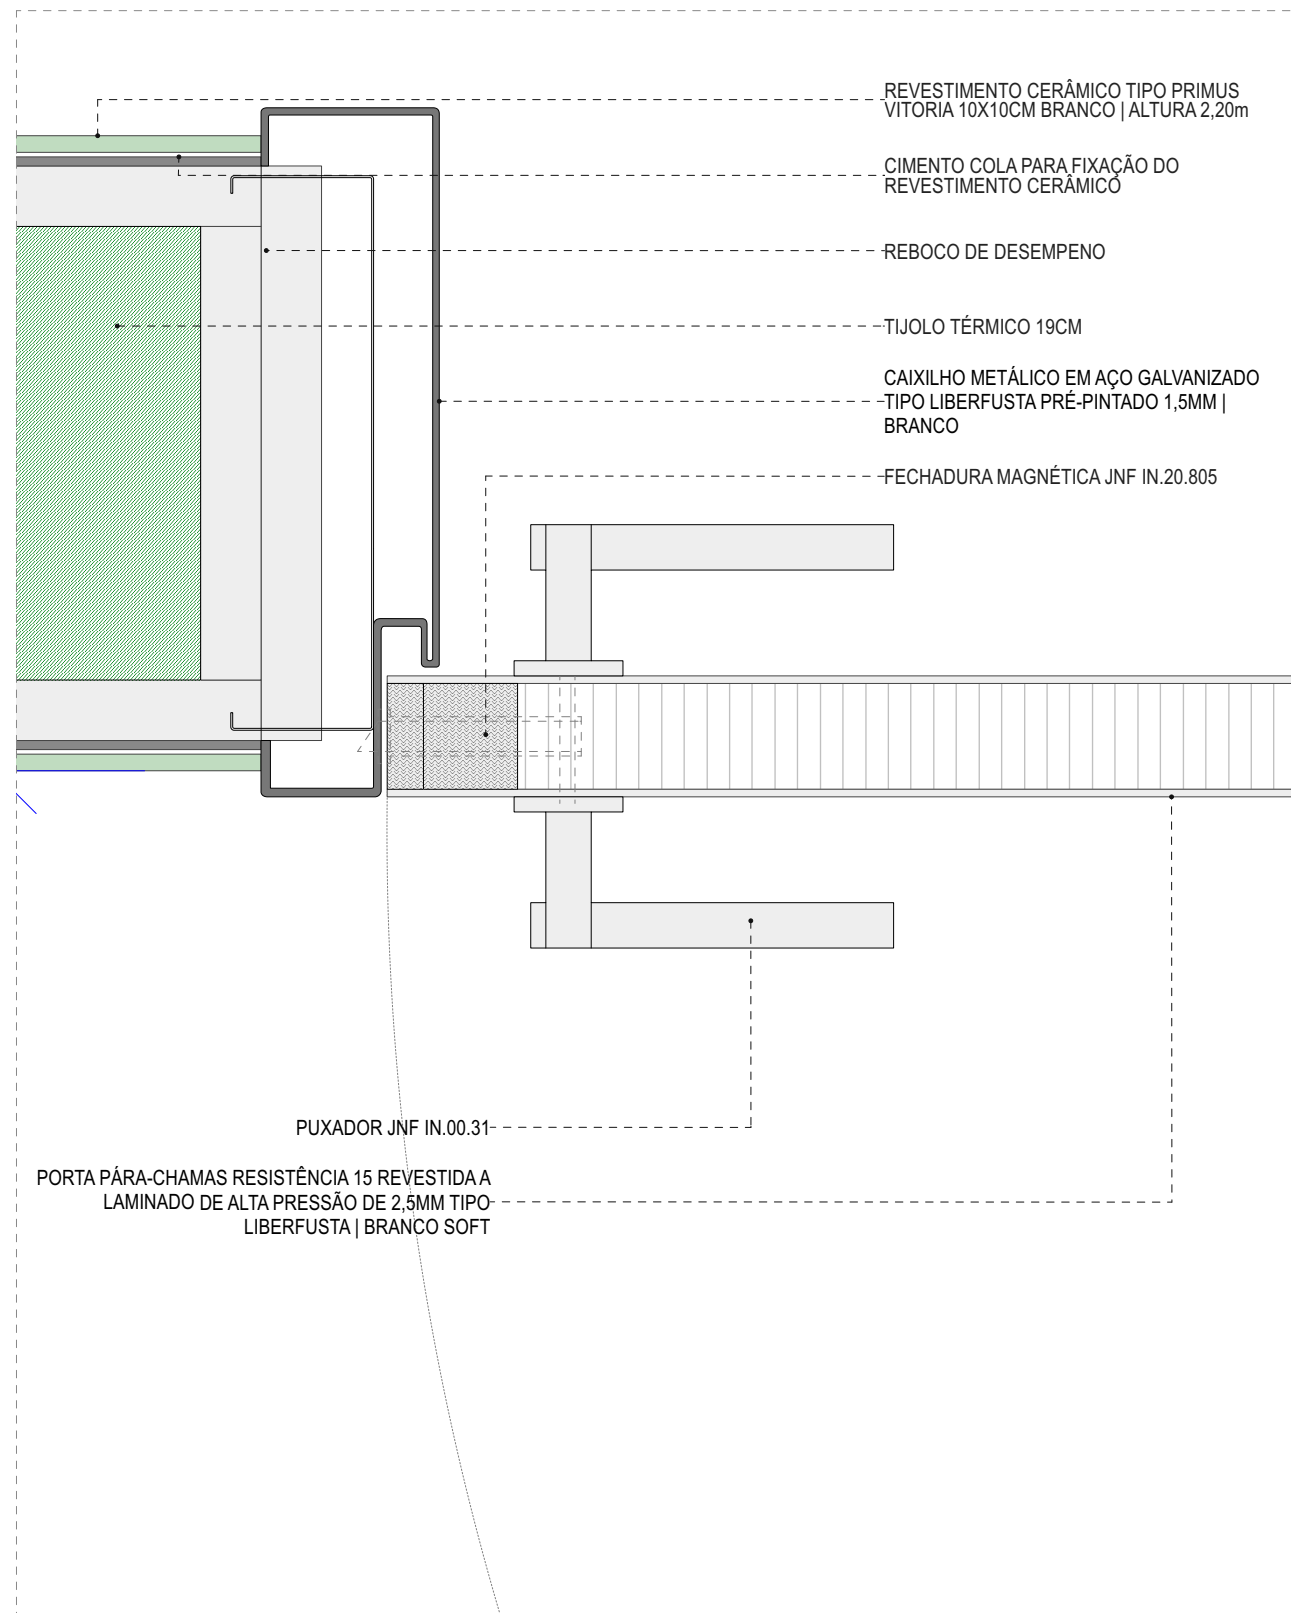 REVESTIMENTO CERÂMICO TIPO PRIMUS
VITORIA 10X10CM BRANCO | ALTURA 2,20m
CIMENTO COLA PARA FIXAÇÃO DO
REVESTIMENTO CERÂMICO
REBOCO DE DESEMPENO
TIJOLO TÉRMICO 19CM
CAIXILHO METÁLICO EM AÇO GALVANIZADO
TIPO LIBERFUSTA PRÉ-PINTADO 1,5MM |
BRANCO
FECHADURA MAGNÉTICA JNF IN.20.805
PUXADOR JNF IN.00.31
PORTA PÁRA-CHAMAS RESISTÊNCIA 15 REVESTIDA A
LAMINADO DE ALTA PRESSÃO DE 2,5MM TIPO
LIBERFUSTA | BRANCO SOFT